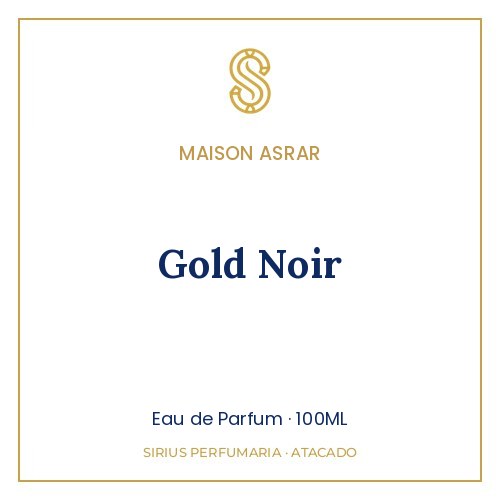 MAISON ASRAR
Gold Noir
Eau de Parfum · 100ML
SIRIUS PERFUMARIA · ATACADO